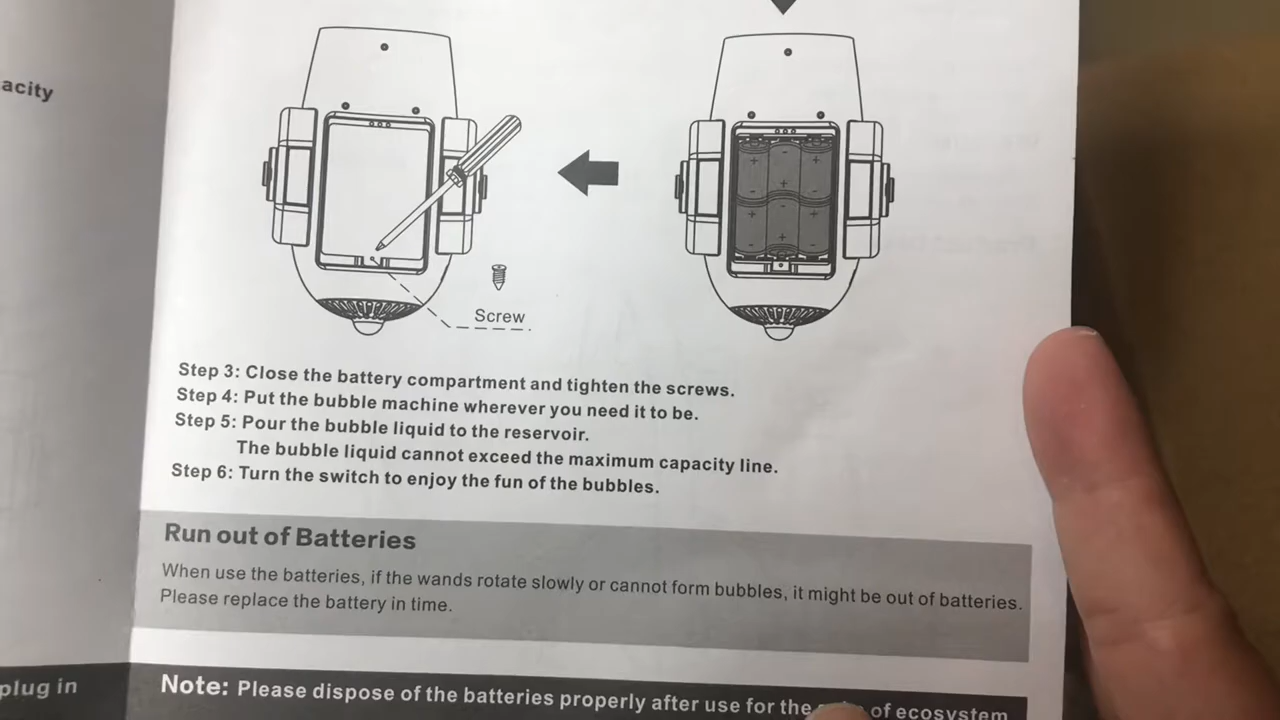 acity
Screw
Step 3: Close the battery compartment and tighten the screws.
Step 4: Put the bubble machine wherever you need it to be.
Step 5: Pour the bubble liquid to the reservoir.
The bubble liquid cannot exceed the maximum capacity line.
Step 6: Turn the switch to enjoy the fun of the bubbles.
Run out of Batteries
When use the batteries, if the wands rotate slowly or cannot form bubbles, it might be out of batteries.
Please replace the battery in time.
plug in
Note: Please dispose of the batteries properly after use for the of ecosystem